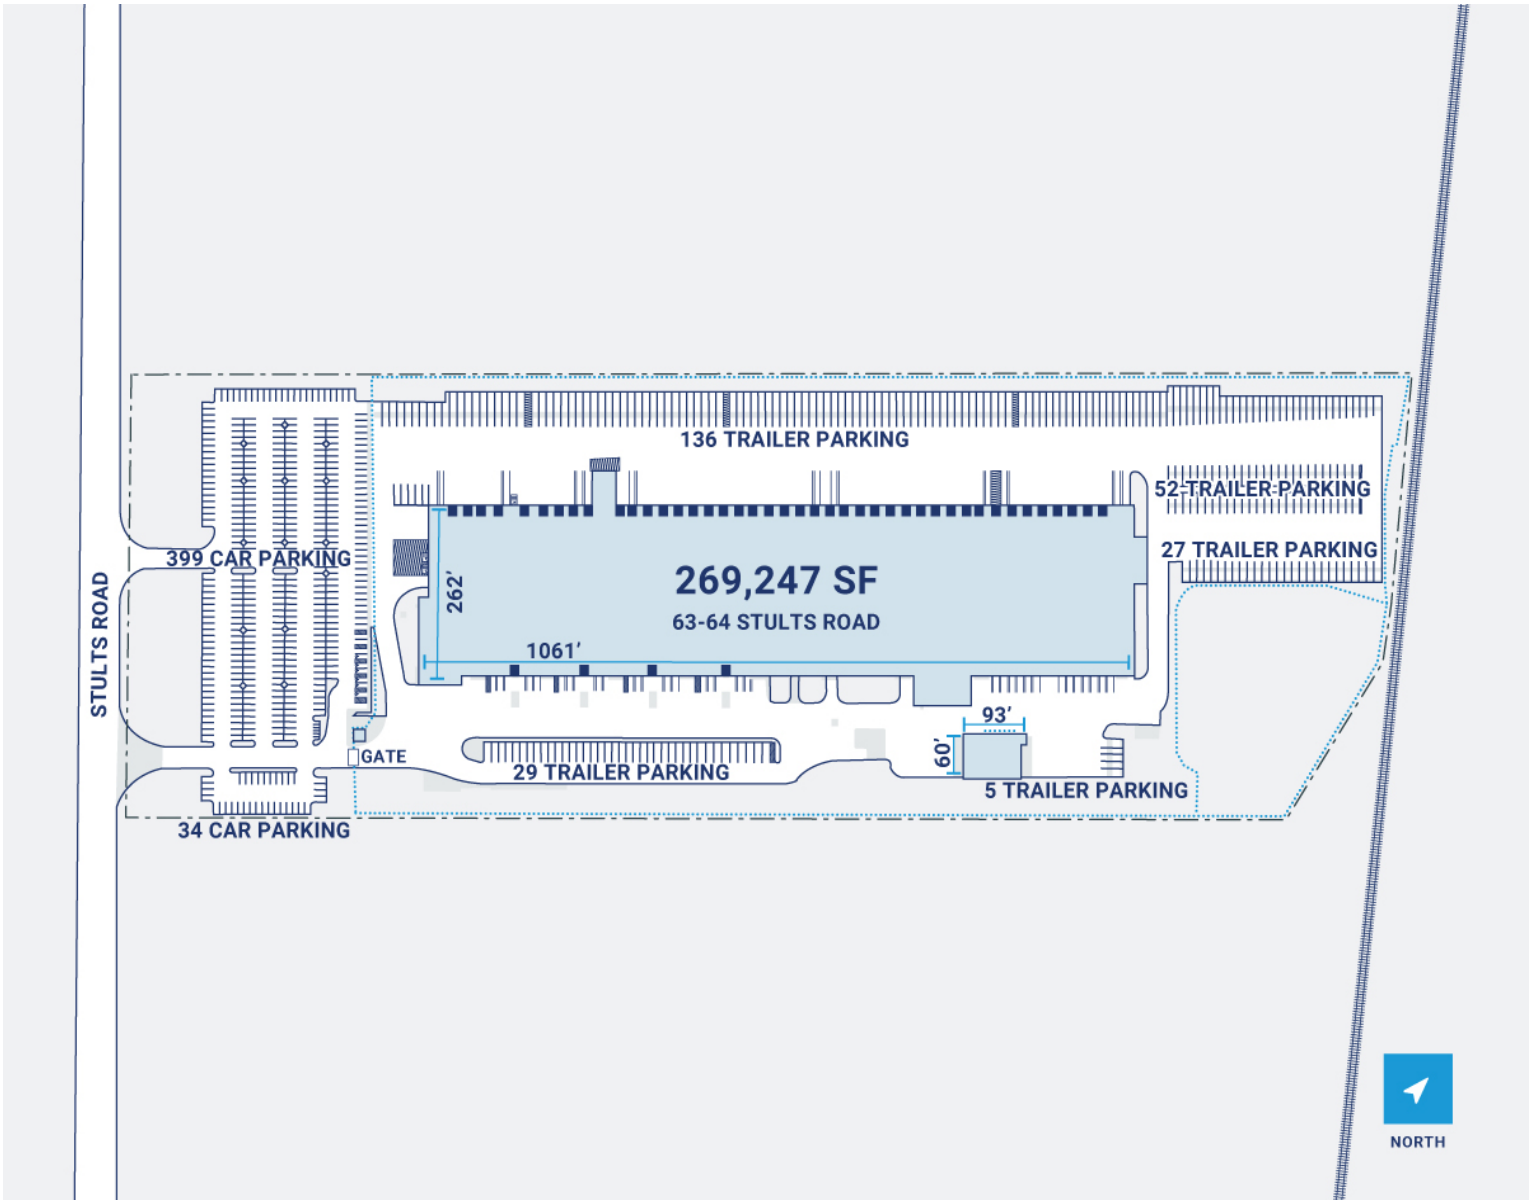 136 TRAILER PARKING
52 TRAILER PARKING
27 TRAILER PARKING
399 CAR PARKING
269,247 SF
63-64 STULTS ROAD
262’
1061’
STULTS ROAD
93’
60’
GATE
29 TRAILER PARKING
5 TRAILER PARKING
34 CAR PARKING
NORTH